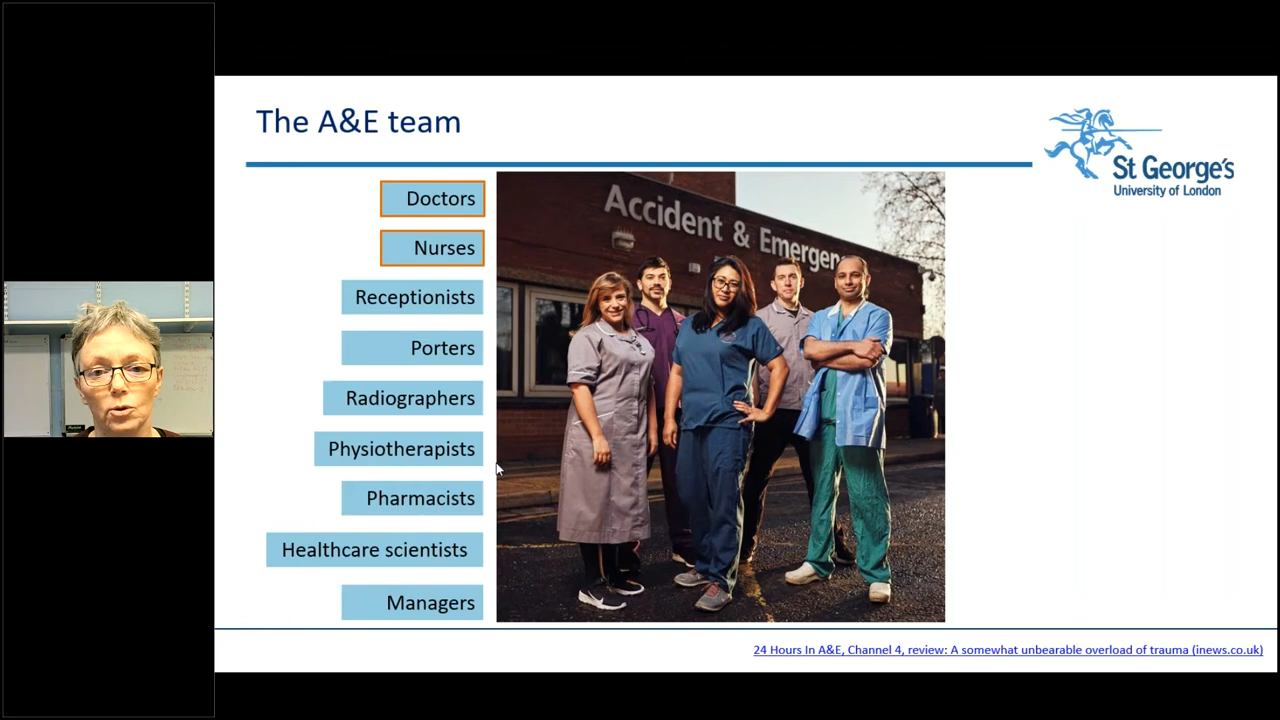 The A&E team
St George's
University of London
Doctors
Nurses
Receptionists
Porters
Radiographers
Physiotherapists
Pharmacists
Healthcare scientists
Managers
Accident & Emergen
24 Hours In A&E, Channel 4, review: A somewhat unbearable overload of trauma (inews.co.uk)